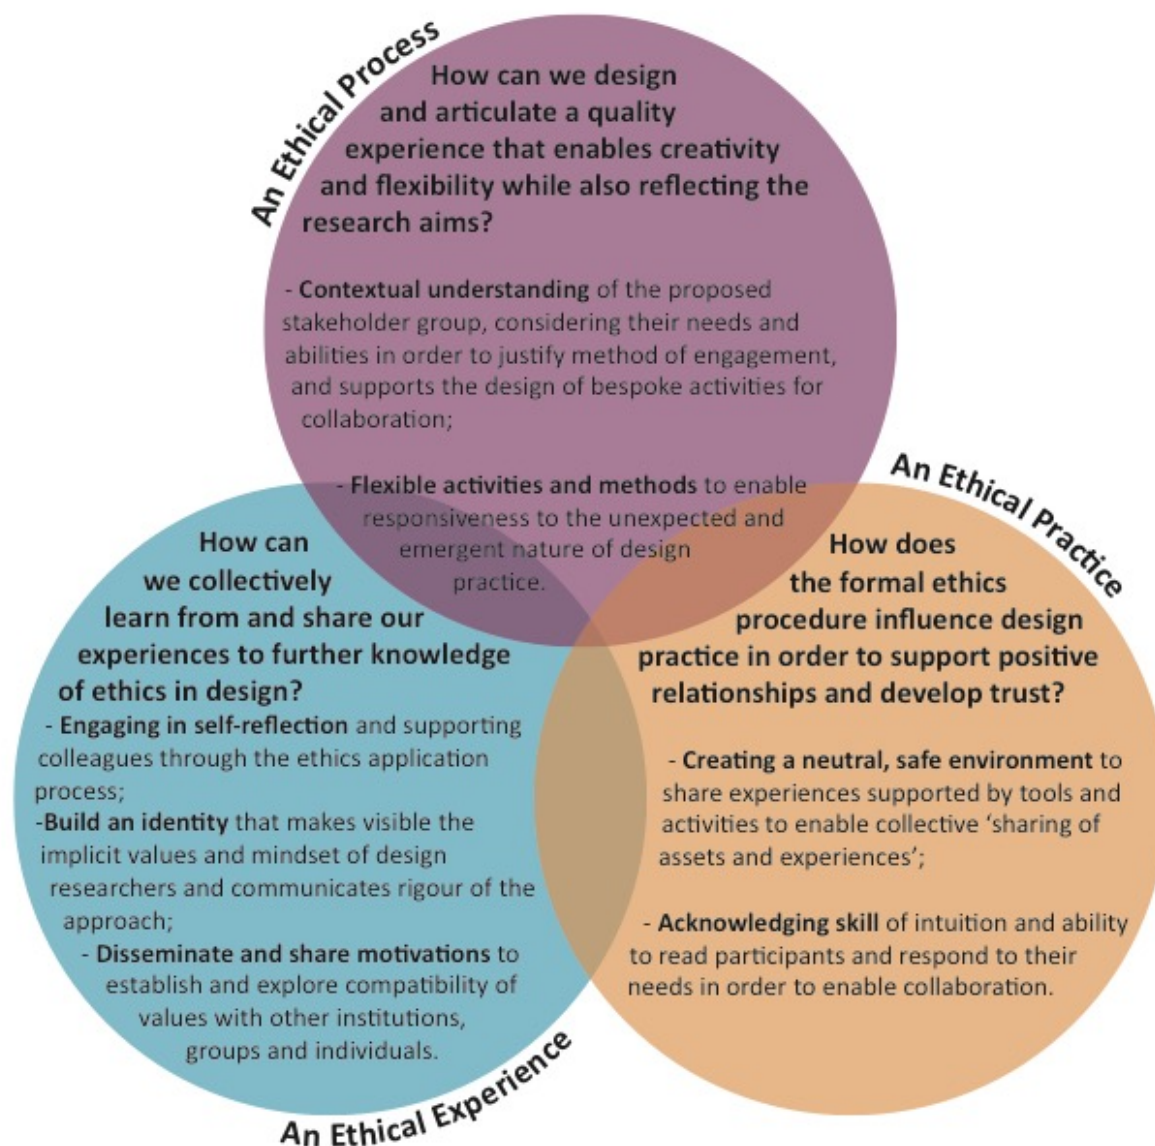 An Ethical Process
How can we design
and articulate a quality
experience that enables creativity
and flexibility while also reflecting the
research aims?
- Contextual understanding of the proposed
stakeholder group, considering their needs and
abilities in order to justify method of engagement,
and supports the design of bespoke activities for
collaboration;
- Flexible activities and methods to enable
responsiveness to the unexpected and
emergent nature of design
practice.
How can
we collectively
learn from and share our
experiences to further knowledge
of ethics in design?
- Engaging in self-reflection and supporting
colleagues through the ethics application
process;
-Build an identity that makes visible the
implicit values and mindset of design
researchers and communicates rigour of the
approach;
- Disseminate and share motivations to
establish and explore compatibility of
values with other institutions,
groups and individuals.
An Ethical Experience
An Ethical Practice
How does
the formal ethics
procedure influence design
practice in order to support positive
relationships and develop trust?
- Creating a neutral, safe environment to
share experiences supported by tools and
activities to enable collective ‘sharing of
assets and experiences’;
- Acknowledging skill of intuition and ability
to read participants and respond to their
needs in order to enable collaboration.